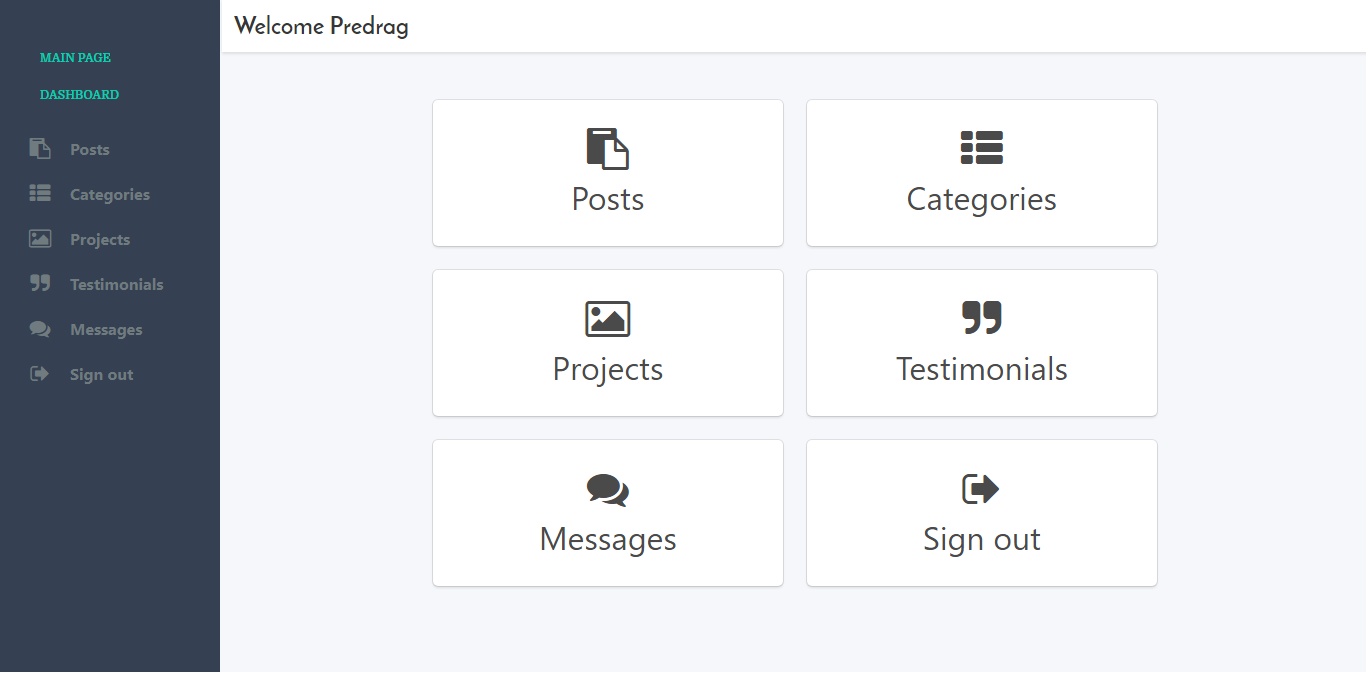 Welcome Predrag
MAIN PAGE
DASHBOARD
Posts
Categories
Projects
Testimonials
Messages
Sign out
Posts
Categories
Projects
Testimonials
Messages
Sign out